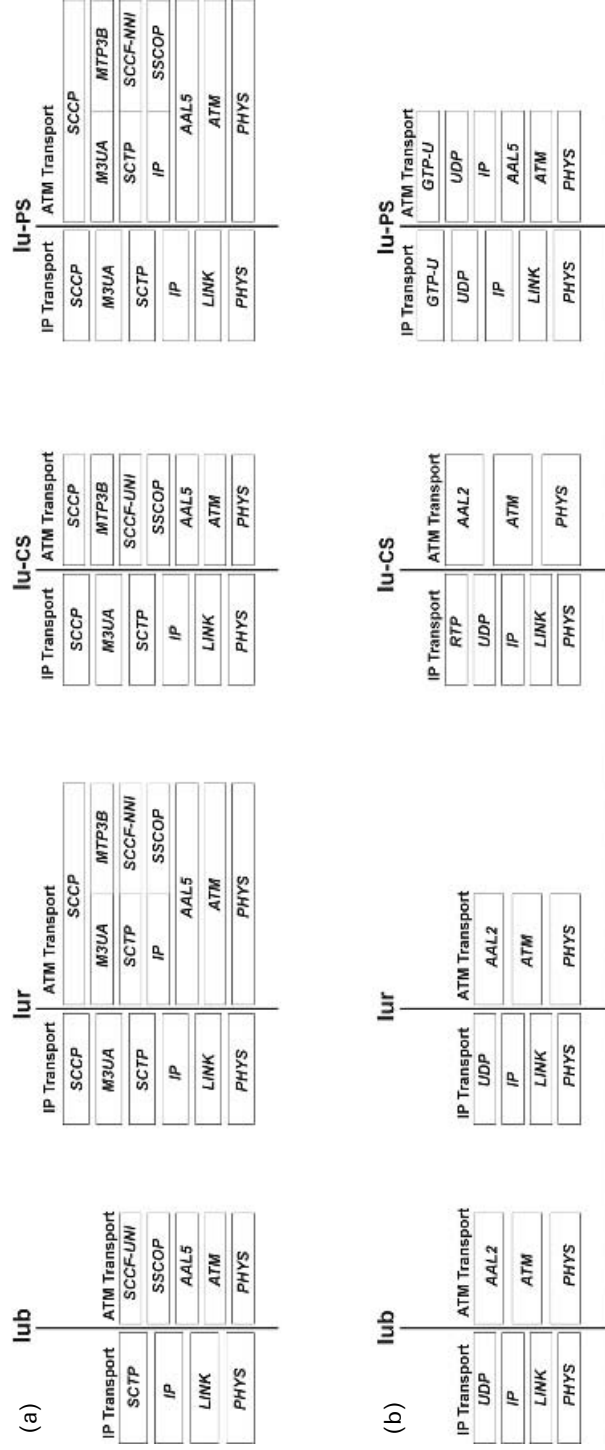 (a)
Iub
IP Transport
SCTP
IP
LINK
PHYS
ATM Transport
SCCF-UNI
SSCOP
AAL5
ATM
PHYS
Iur
IP Transport
SCCP
M3UA
SCTP
IP
LINK
PHYS
ATM Transport
SCCP
M3UA MTP3B
SCTP SCCF-NNI
IP SSCOP
AAL5
ATM
PHYS
Iu-CS
IP Transport
SCCP
M3UA
SCTP
IP
LINK
PHYS
ATM Transport
SCCP
MTP3B
SCCF-UNI
SSCOP
AAL5
ATM
PHYS
Iu-PS
IP Transport
SCCP
M3UA
SCTP
IP
LINK
PHYS
ATM Transport
SCCP
M3UA MTP3B
SCTP SCCF-NNI
IP SSCOP
AAL5
ATM
PHYS
(b)
Iub
IP Transport
UDP
IP
LINK
PHYS
ATM Transport
AAL2
ATM
PHYS
Iur
IP Transport
UDP
IP
LINK
PHYS
ATM Transport
AAL2
ATM
PHYS
Iu-CS
IP Transport
RTP
UDP
IP
LINK
PHYS
ATM Transport
AAL2
ATM
PHYS
Iu-PS
IP Transport
GTP-U
UDP
IP
LINK
PHYS
ATM Transport
GTP-U
UDP
IP
AAL5
ATM
PHYS